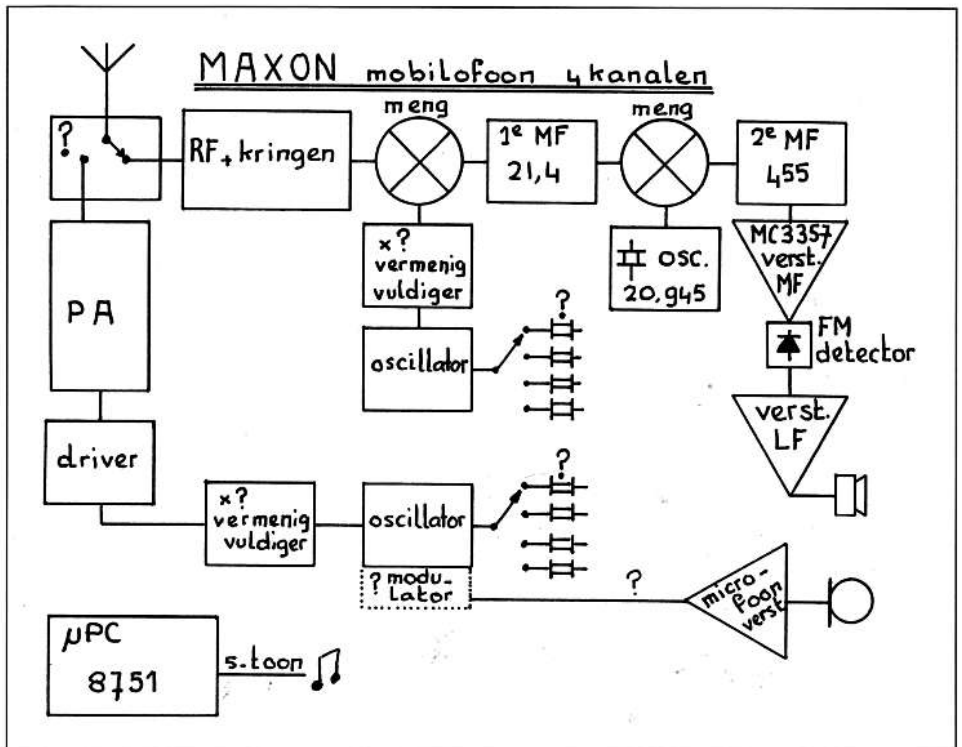 MAXON mobilofoon 4 kanalen
?
RF + kringen
meng
1e MF
21,4
meng
2e MF
455
x ?
vermenig
vuldiger
osc.
20,945
MC3357
verst.
MF
PA
oscillator
?
FM
detector
verst.
LF
driver
x ?
vermenig
vuldiger
oscillator
?
? modu-
lator
?
micro-
foon
verst.
µPC
8751
5-toon